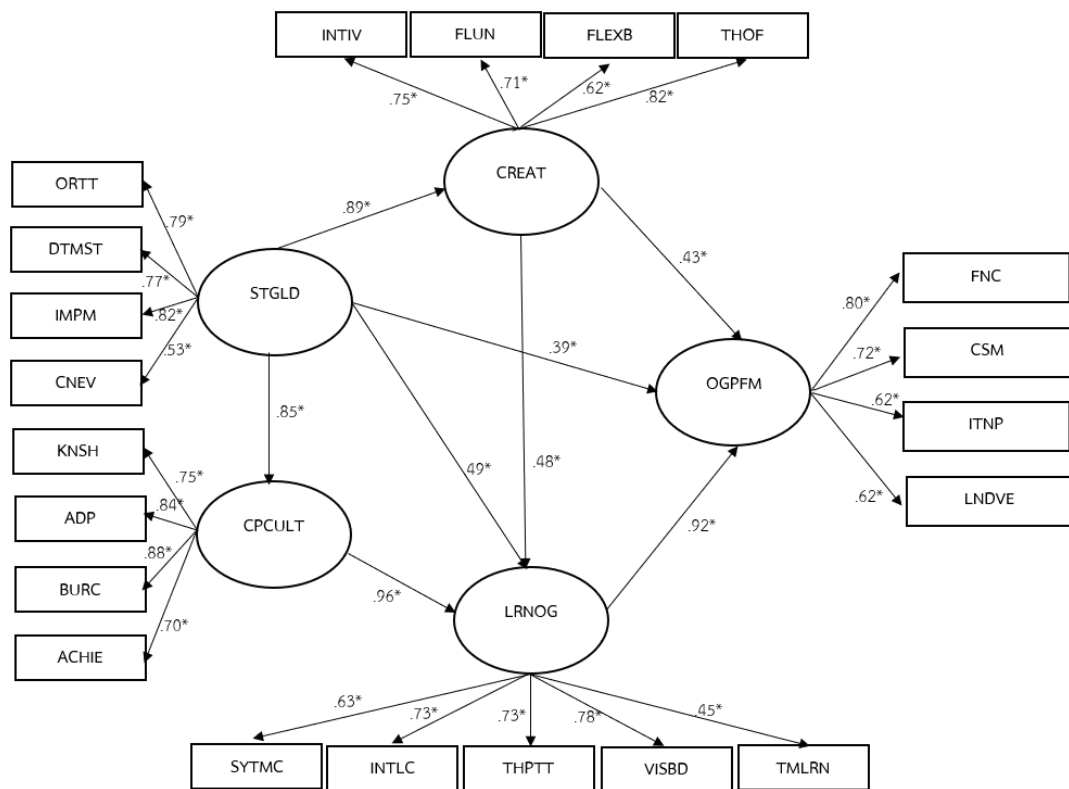 INTIV FLUN FLEXB THOF
.75* .71* .62* .82*
CREAT
ORTT
.79*
.89*
DTMST
.77*
.43*
FNC
STGLD
IMPM
.82*
.80*
.53*
.39*
CSM
.72*
CNEV
OGPFM
.62*
ITNP
.85*
KNSH
.75*
.49*
.48*
.62*
LNDVE
ADP
.84*
CPCULT
.92*
.88*
BURC
.96*
LRNOG
.70*
ACHIE
.63* .73* .73* .78* .45*
SYTMC INTLC THPTT VISBD TMLRN